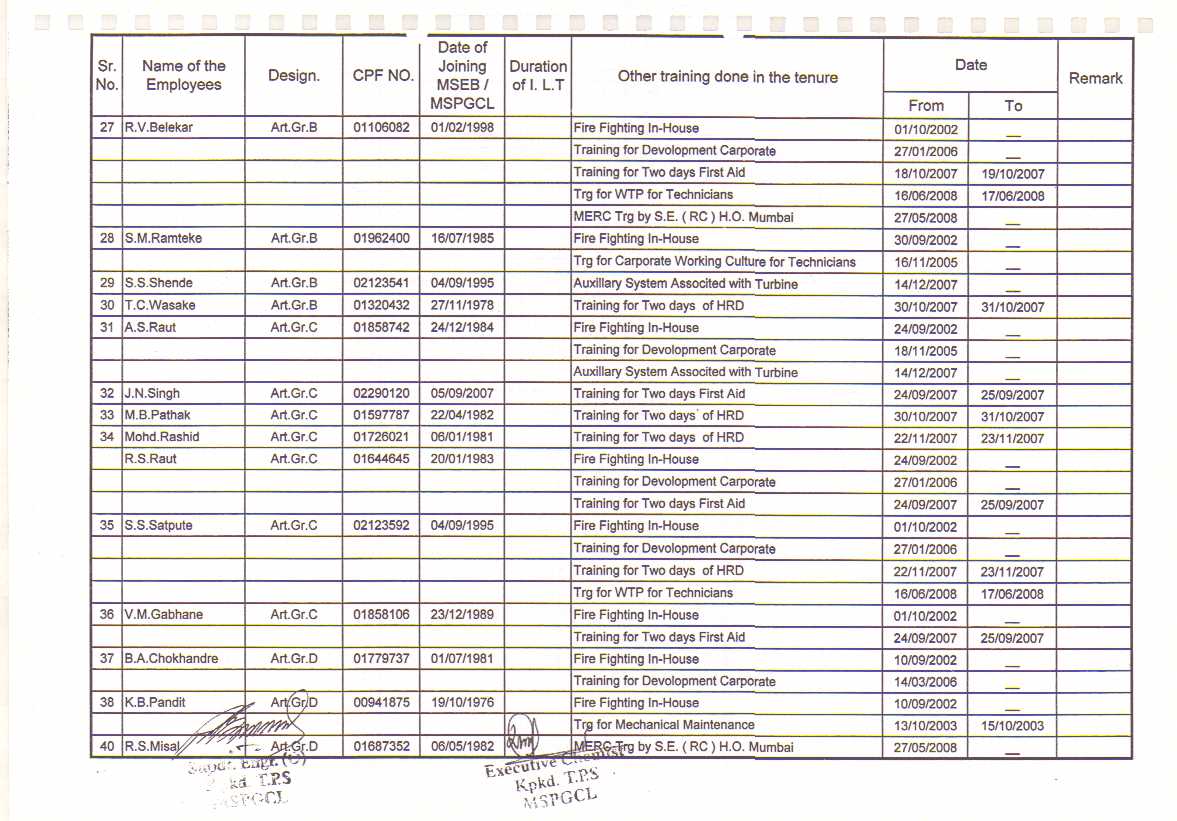 Sr. No. Name of the Employees Design. CPF NO. Date of Joining MSEB / MSPGCL Duration of I. L.T Other training done in the tenure Date Remark
From To
27 R.V.Belekar Art.Gr.B 01106082 01/02/1998 Fire Fighting In-House 01/10/2002 __
Training for Devolopment Carporate 27/01/2006 __
Training for Two days First Aid 18/10/2007 19/10/2007
Trg for WTP for Technicians 16/06/2008 17/06/2008
MERC Trg by S.E. ( RC ) H.O. Mumbai 27/05/2008 __
28 S.M.Ramteke Art.Gr.B 01962400 16/07/1985 Fire Fighting In-House 30/09/2002 __
Trg for Carporate Working Culture for Technicians 16/11/2005 __
29 S.S.Shende Art.Gr.B 02123541 04/09/1995 Auxillary System Associted with Turbine 14/12/2007 __
30 T.C.Wasake Art.Gr.B 01320432 27/11/1978 Training for Two days of HRD 30/10/2007 31/10/2007
31 A.S.Raut Art.Gr.C 01858742 24/12/1984 Fire Fighting In-House 24/09/2002 __
Training for Devolopment Carporate 18/11/2005 __
Auxillary System Associted with Turbine 14/12/2007 __
32 J.N.Singh Art.Gr.C 02290120 05/09/2007 Training for Two days First Aid 24/09/2007 25/09/2007
33 M.B.Pathak Art.Gr.C 01597787 22/04/1982 Training for Two days of HRD 30/10/2007 31/10/2007
34 Mohd.Rashid Art.Gr.C 01726021 06/01/1981 Training for Two days of HRD 22/11/2007 23/11/2007
R.S.Raut Art.Gr.C 01644645 20/01/1983 Fire Fighting In-House 24/09/2002 __
Training for Devolopment Carporate 27/01/2006 __
Training for Two days First Aid 24/09/2007 25/09/2007
35 S.S.Satpute Art.Gr.C 02123592 04/09/1995 Fire Fighting In-House 01/10/2002 __
Training for Devolopment Carporate 27/01/2006 __
Training for Two days of HRD 22/11/2007 23/11/2007
Trg for WTP for Technicians 16/06/2008 17/06/2008
36 V.M.Gabhane Art.Gr.C 01858106 23/12/1989 Fire Fighting In-House 01/10/2002 __
Training for Two days First Aid 24/09/2007 25/09/2007
37 B.A.Chokhandre Art.Gr.D 01779737 01/07/1981 Fire Fighting In-House 10/09/2002 __
Training for Devolopment Carporate 14/03/2006 __
38 K.B.Pandit Art.Gr.D 00941875 19/10/1976 Fire Fighting In-House 10/09/2002 __
Trg for Mechanical Maintenance 13/10/2003 15/10/2003
40 R.S.Misal Art.Gr.D 01687352 06/05/1982 MERC Trg by S.E. ( RC ) H.O. Mumbai 27/05/2008 __
Engr. Executive Chemist
kd. T.P.S Kpkd. T.P.S
MSPGCL MSPGCL